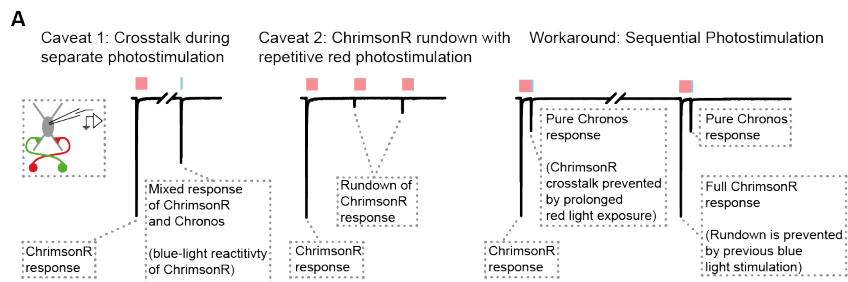 A
Caveat 1: Crosstalk during
separate photostimulation
Caveat 2: ChrimsonR rundown with
repetitive red photostimulation
Workaround: Sequential Photostimulation
ChrimsonR
response
Mixed response
of ChrimsonR
and Chronos
(blue-light reactitivty
of ChrimsonR)
Rundown of
ChrimsonR
response
ChrimsonR
response
Pure Chronos
response
(ChrimsonR
crosstalk prevented
by prolonged
red light exposure)
ChrimsonR
response
Pure Chronos
response
Full ChrimsonR
response
(Rundown is prevented
by previous blue
light stimulation)